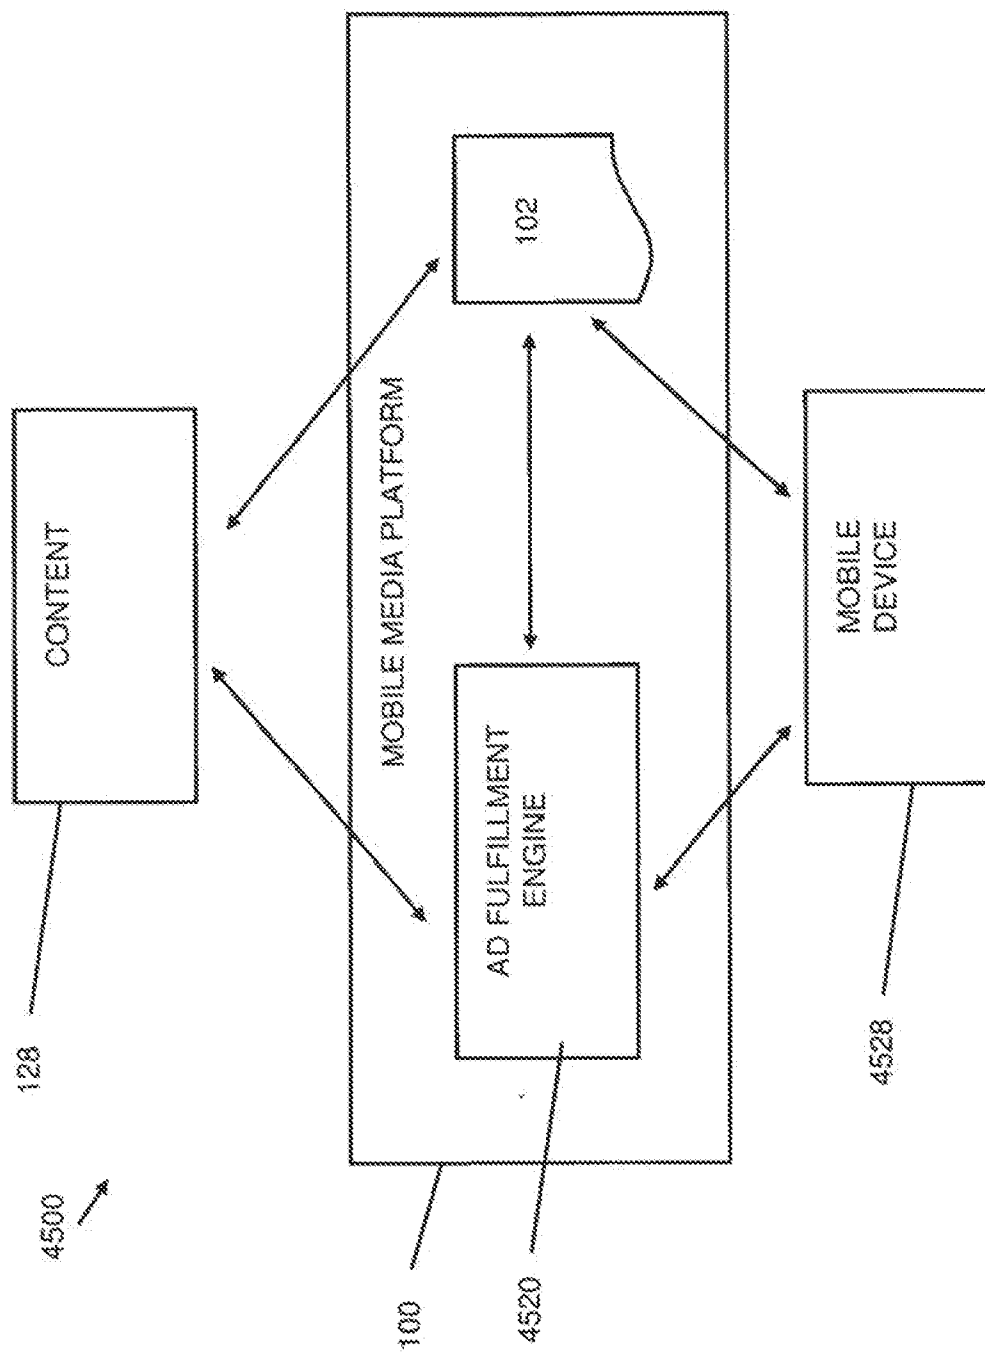 4500
128
CONTENT
100
MOBILE MEDIA PLATFORM
4520
AD FULFILLMENT
ENGINE
102
4528
MOBILE
DEVICE